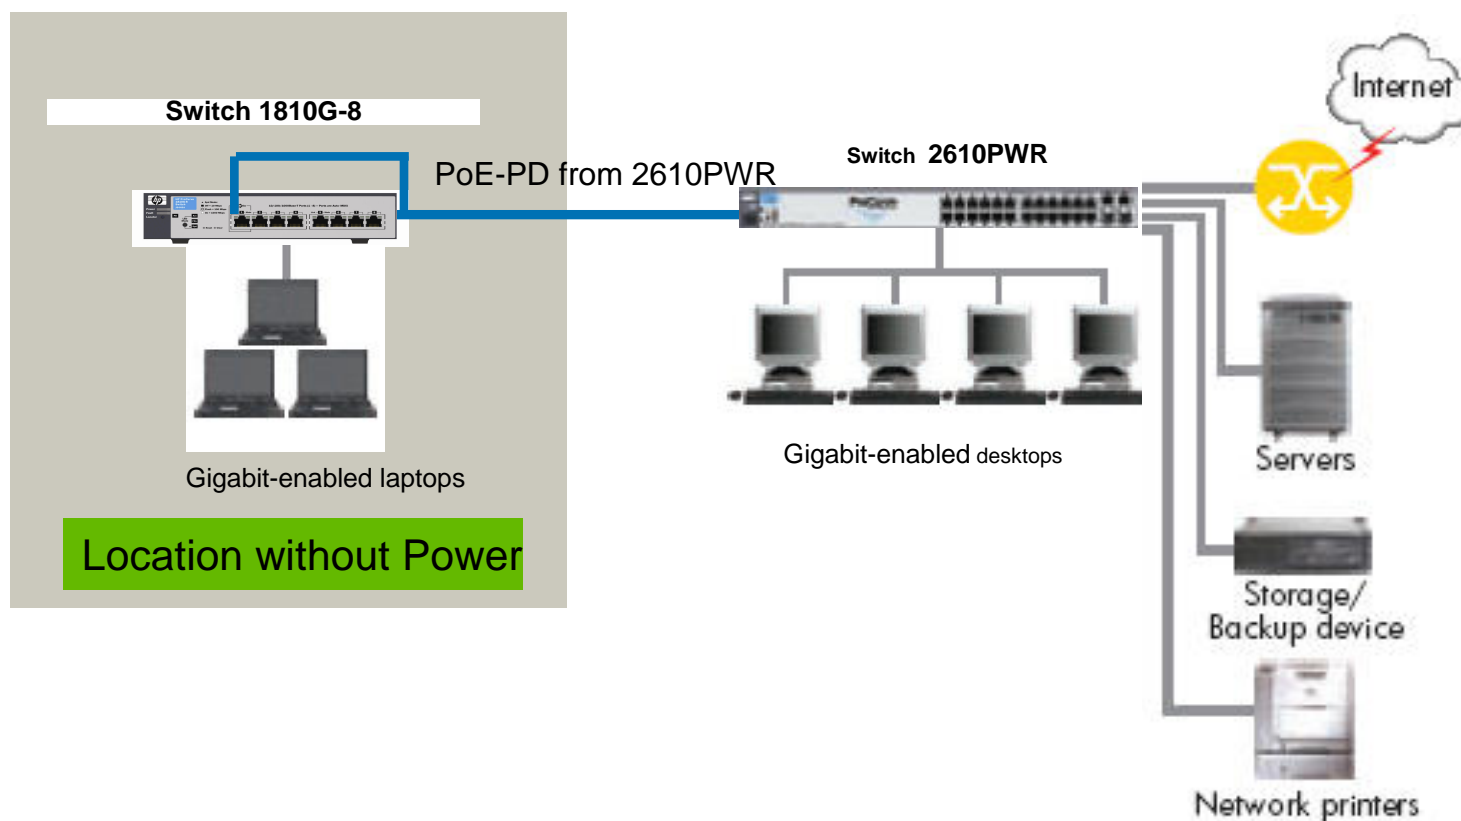 Internet
Switch 1810G-8
Switch 2610PWR
PoE-PD from 2610PWR
hp
Gigabit-enabled desktops
Servers
Gigabit-enabled laptops
Location without Power
Storage/
Backup device
Network printers